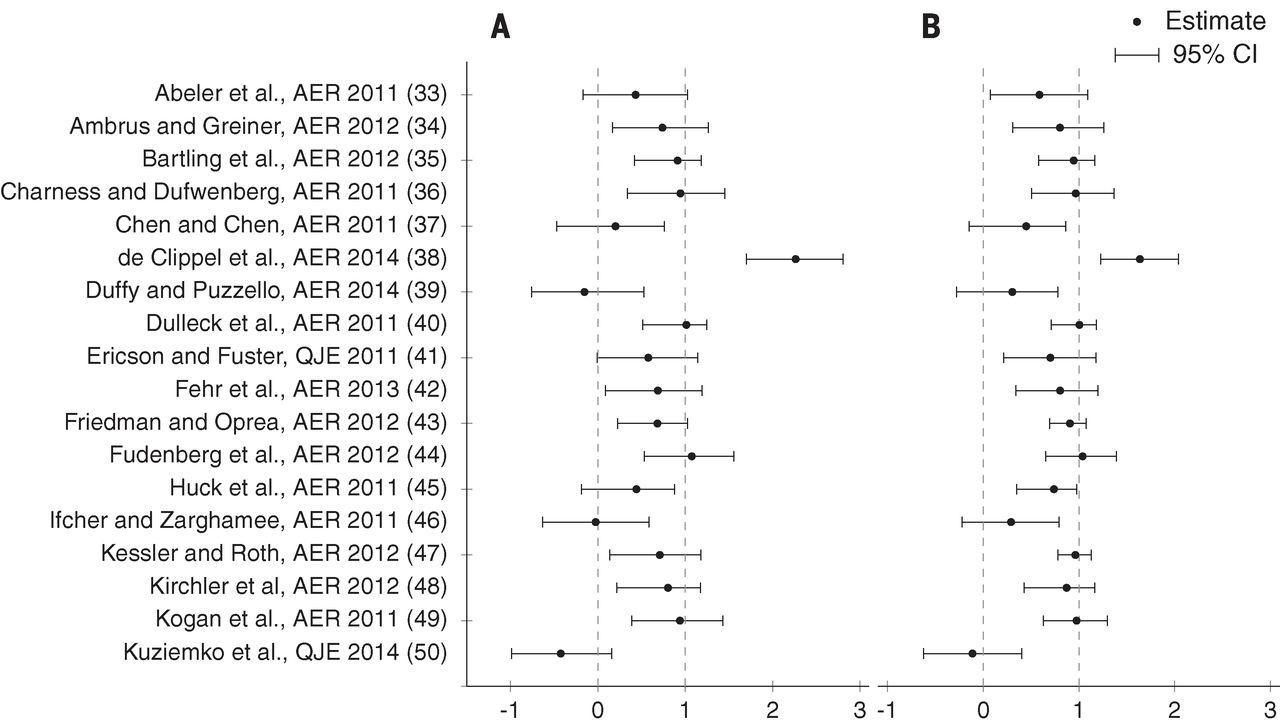 A
B
Estimate
95% CI
Abeler et al., AER 2011 (33)
Ambrus and Greiner, AER 2012 (34)
Bartling et al., AER 2012 (35)
Charness and Dufwenberg, AER 2011 (36)
Chen and Chen, AER 2011 (37)
de Clippel et al., AER 2014 (38)
Duffy and Puzzello, AER 2014 (39)
Dulleck et al., AER 2011 (40)
Ericson and Fuster, QJE 2011 (41)
Fehr et al., AER 2013 (42)
Friedman and Oprea, AER 2012 (43)
Fudenberg et al., AER 2012 (44)
Huck et al., AER 2011 (45)
Ifcher and Zarghamee, AER 2011 (46)
Kessler and Roth, AER 2012 (47)
Kirchler et al, AER 2012 (48)
Kogan et al., AER 2011 (49)
Kuziemko et al., QJE 2014 (50)
-1 0 1 2 3
-1 0 1 2 3